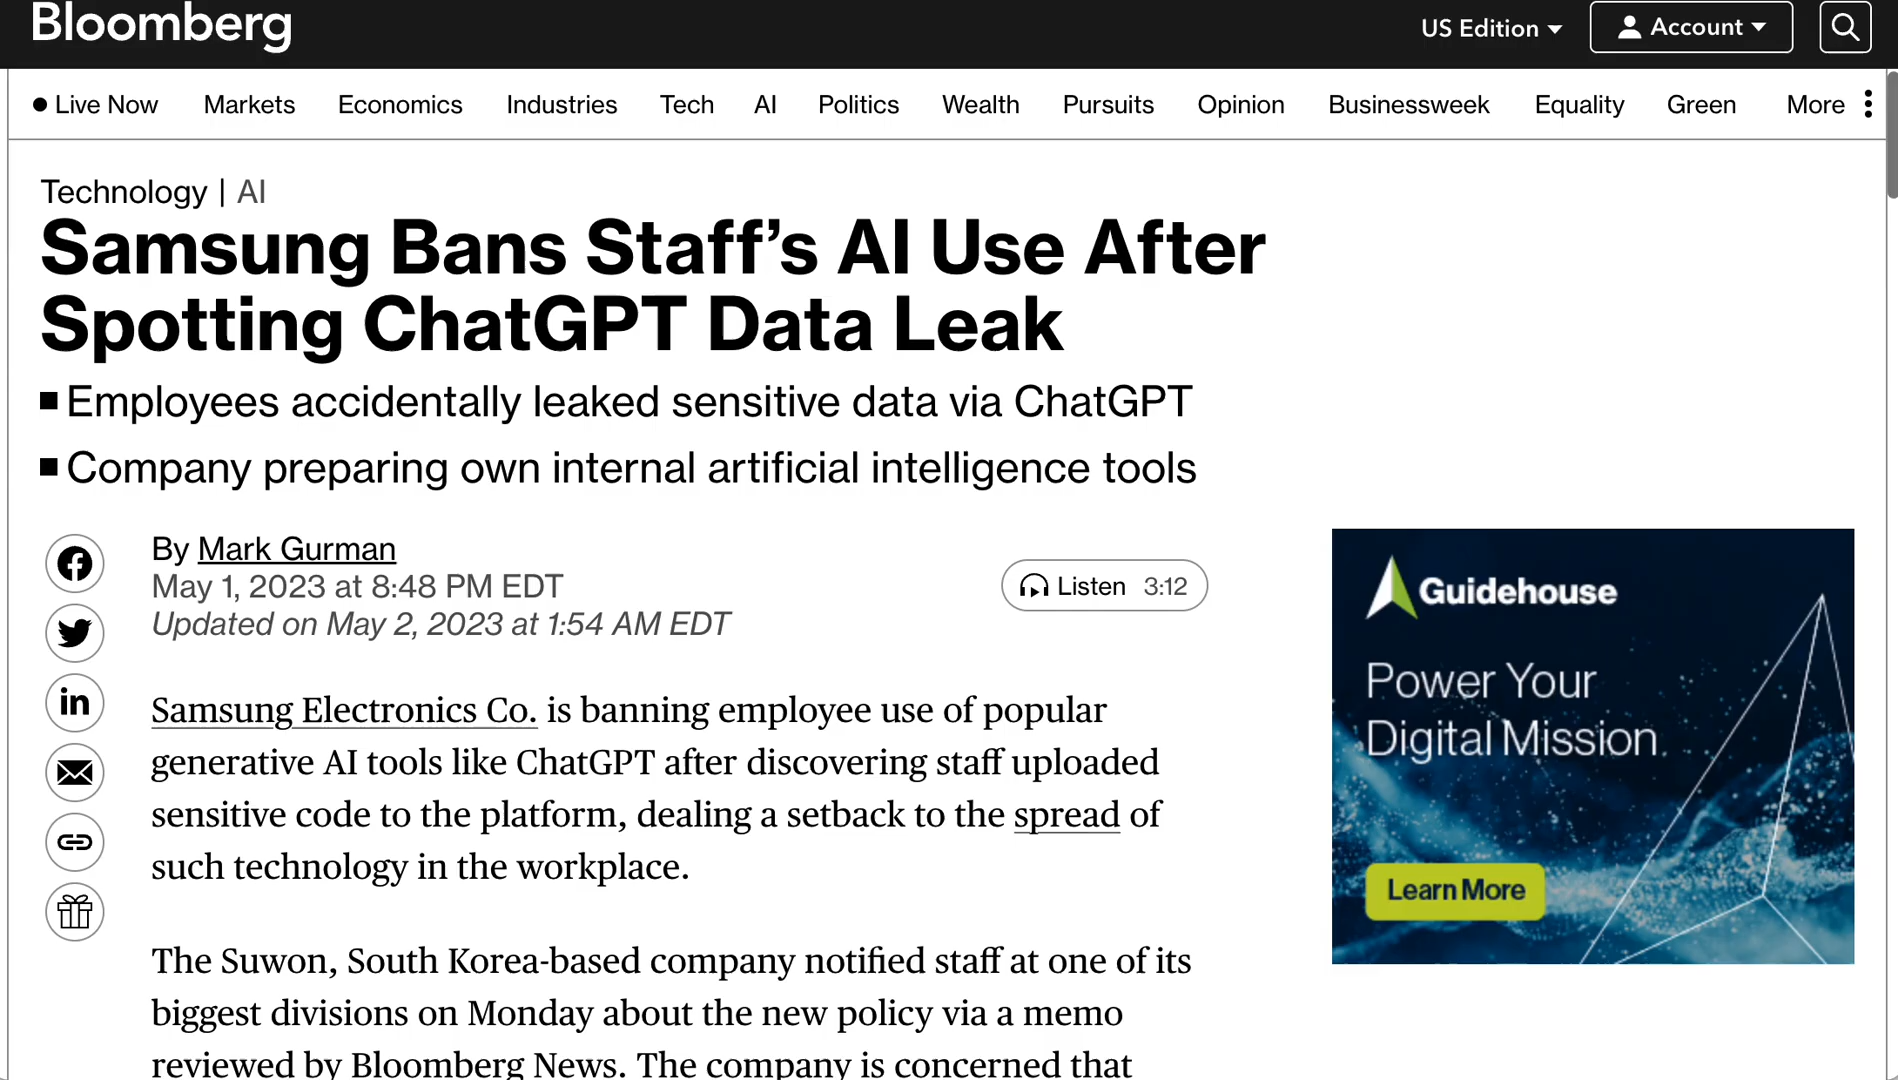 Bloomberg
US Edition
Account
Live Now Markets Economics Industries Tech AI Politics Wealth Pursuits Opinion Businessweek Equality Green More
Technology | AI
Samsung Bans Staff’s AI Use After
Spotting ChatGPT Data Leak
■ Employees accidentally leaked sensitive data via ChatGPT
■ Company preparing own internal artificial intelligence tools
By Mark Gurman
May 1, 2023 at 8:48 PM EDT
Updated on May 2, 2023 at 1:54 AM EDT
Listen 3:12
Samsung Electronics Co. is banning employee use of popular
generative AI tools like ChatGPT after discovering staff uploaded
sensitive code to the platform, dealing a setback to the spread of
such technology in the workplace.
The Suwon, South Korea-based company notified staff at one of its
biggest divisions on Monday about the new policy via a memo
reviewed by Bloomberg News. The company is concerned that
Guidehouse
Power Your
Digital Mission.
Learn More